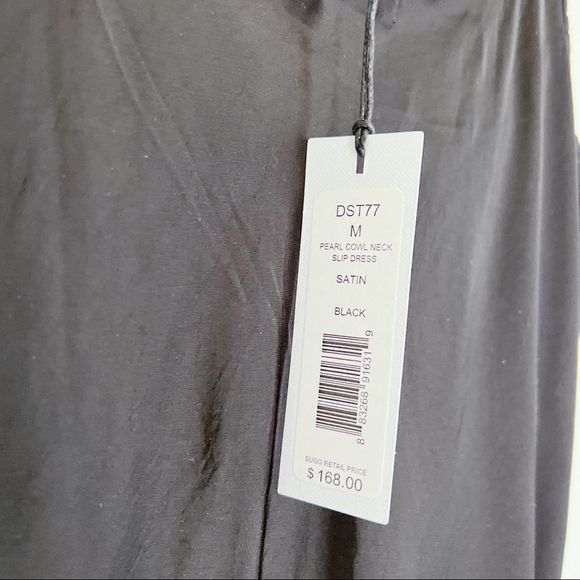 DST77
M
PEARL COWL NECK
SLIP DRESS
SATIN
BLACK
8 83268 91631 9
SUGG RETAIL PRICE
$168.00